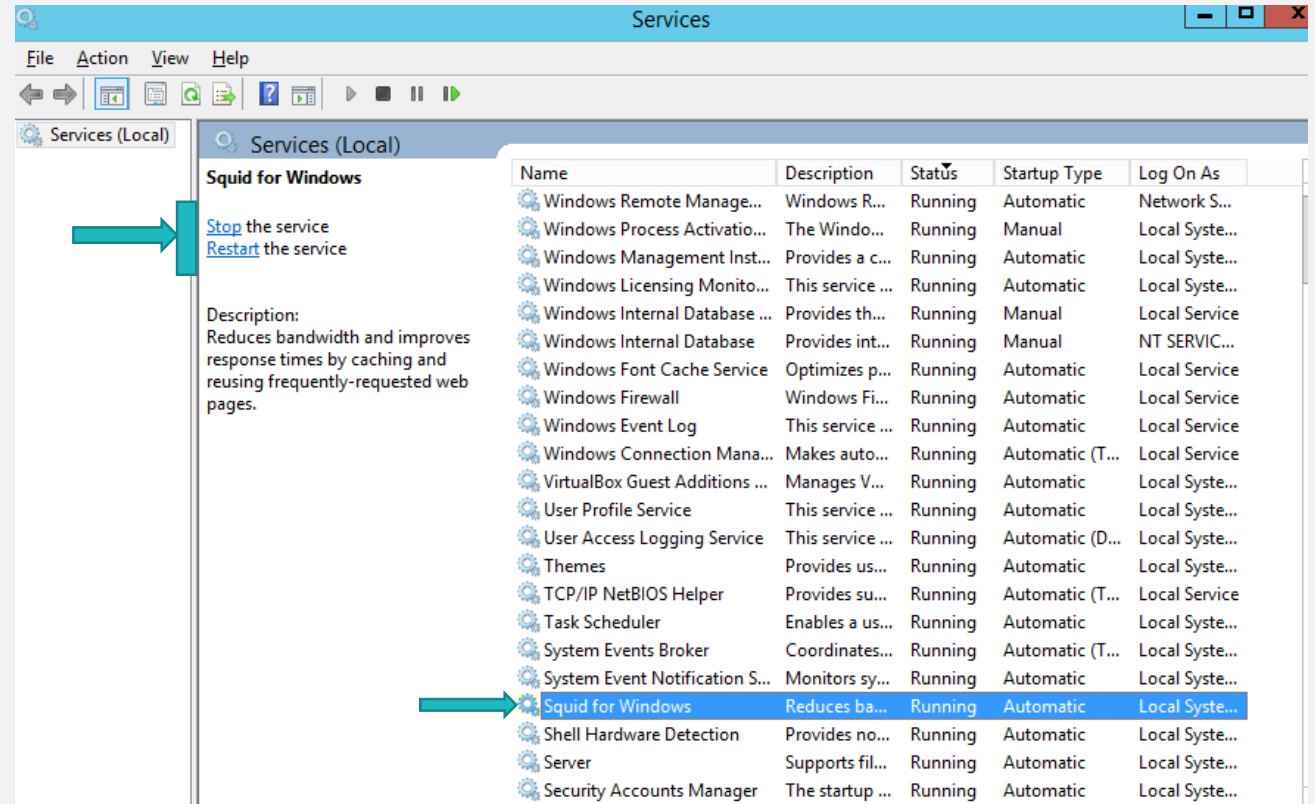 Services
File Action View Help
Services (Local)
Services (Local)
Squid for Windows
Stop the service
Restart the service
Description:
Reduces bandwidth and improves
response times by caching and
reusing frequently-requested web
pages.
Name Description Status Startup Type Log On As
Windows Remote Manage... Windows R... Running Automatic Network S...
Windows Process Activatio... The Windo... Running Manual Local Syste...
Windows Management Inst... Provides a c... Running Automatic Local Syste...
Windows Licensing Monito... This service ... Running Automatic Local Syste...
Windows Internal Database ... Provides th... Running Manual Local Service
Windows Internal Database Provides int... Running Manual NT SERVIC...
Windows Font Cache Service Optimizes p... Running Automatic Local Service
Windows Firewall Windows Fi... Running Automatic Local Service
Windows Event Log This service ... Running Automatic Local Service
Windows Connection Mana... Makes auto... Running Automatic (T... Local Service
VirtualBox Guest Additions ... Manages V... Running Automatic Local Syste...
User Profile Service This service ... Running Automatic Local Syste...
User Access Logging Service This service ... Running Automatic (D... Local Syste...
Themes Provides us... Running Automatic Local Syste...
TCP/IP NetBIOS Helper Provides su... Running Automatic (T... Local Service
Task Scheduler Enables a us... Running Automatic Local Syste...
System Events Broker Coordinates... Running Automatic (T... Local Syste...
System Event Notification S... Monitors sy... Running Automatic Local Syste...
Squid for Windows Reduces ba... Running Automatic Local Syste...
Shell Hardware Detection Provides no... Running Automatic Local Syste...
Server Supports fil... Running Automatic Local Syste...
Security Accounts Manager The startup ... Running Automatic Local Syste...